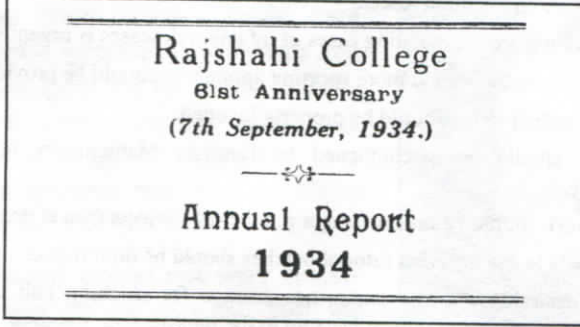 Rajshahi College
61st Anniversary
(7th September, 1934.)
Annual Report
1934